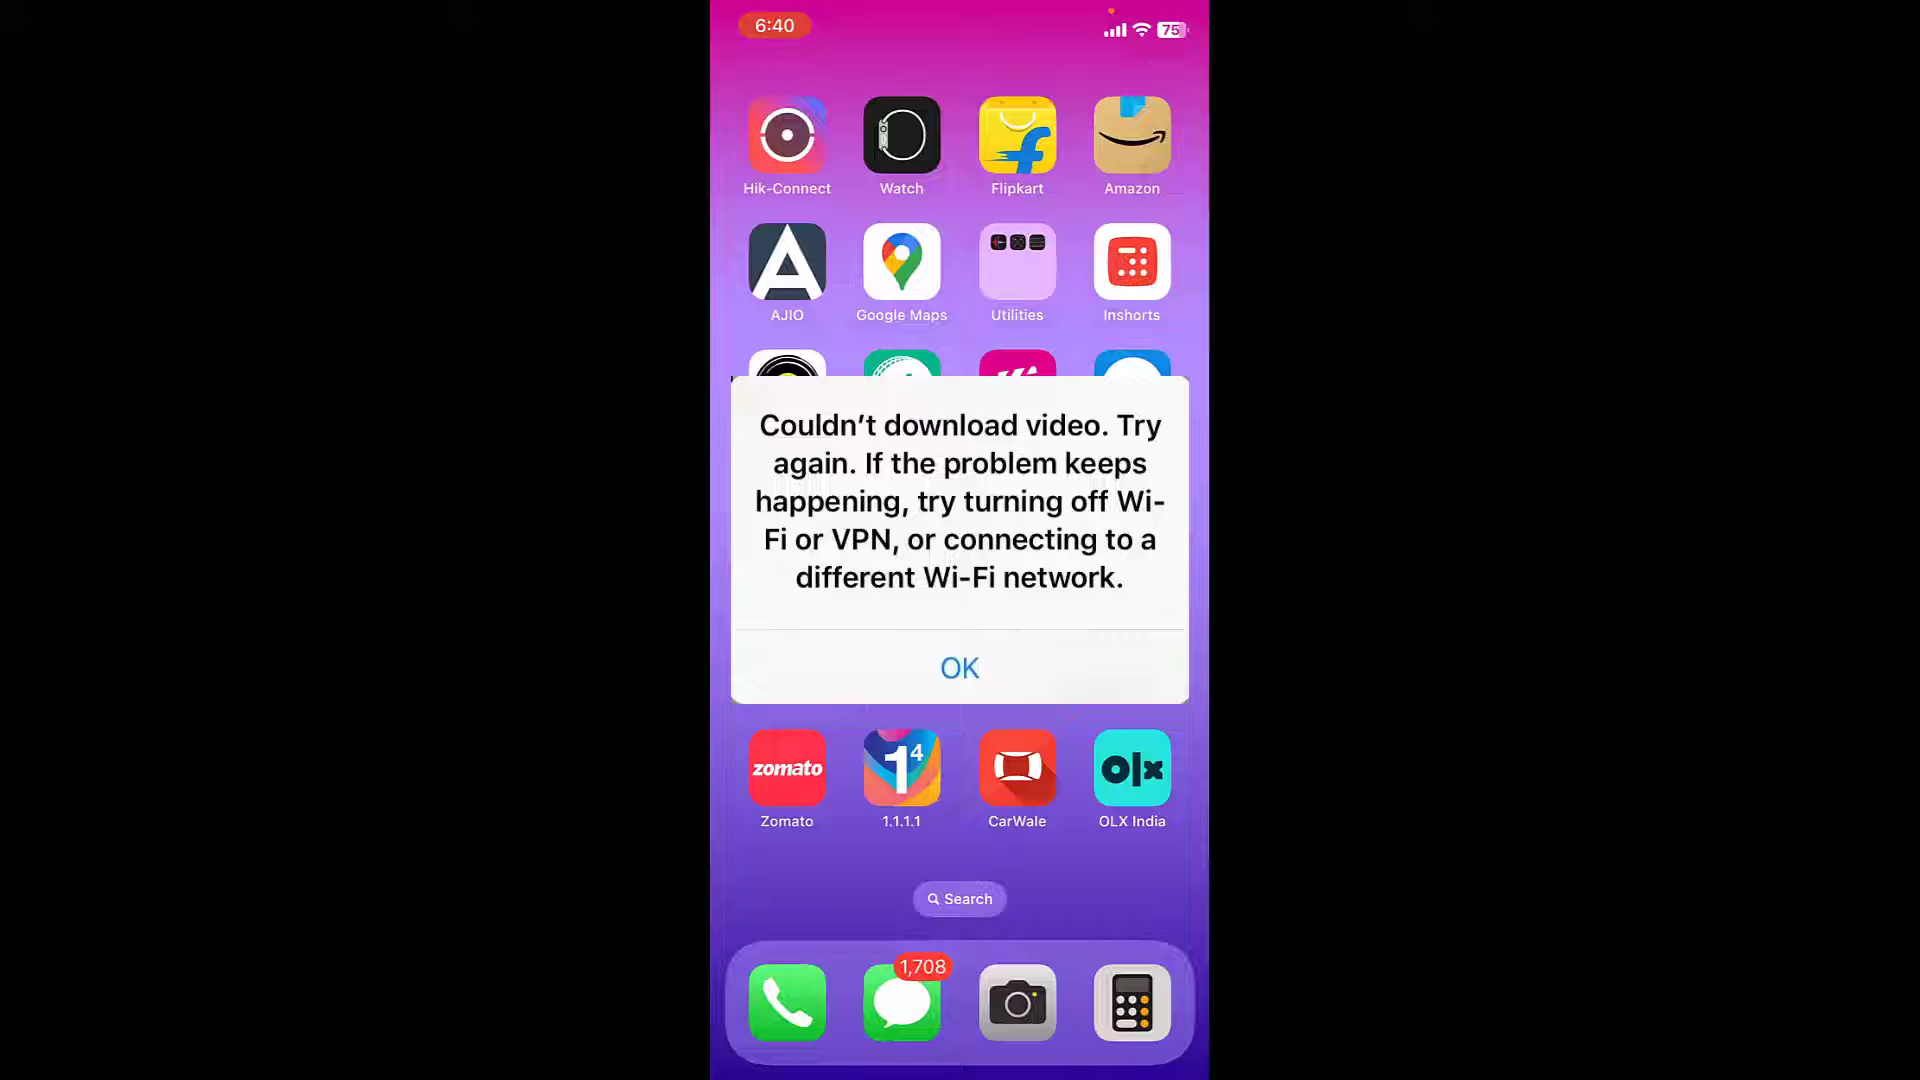 6:40
75
Hik-Connect Watch Flipkart Amazon
AJIO Google Maps Utilities Inshorts
Couldn’t download video. Try
again. If the problem keeps
happening, try turning off Wi-
Fi or VPN, or connecting to a
different Wi-Fi network.
OK
zomato 1⁴ olx
Zomato 1.1.1.1 CarWale OLX India
Search
1,708